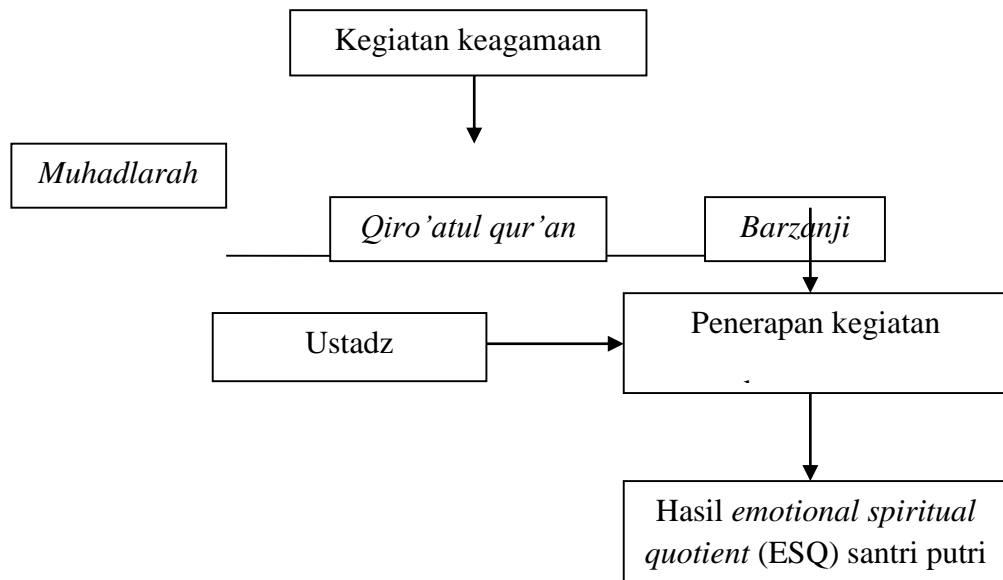 Kegiatan keagamaan
Muhadlarah
Qiro’atul qur’an
Barzanji
Ustadz
Penerapan kegiatan
Hasil emotional spiritual
quotient (ESQ) santri putri